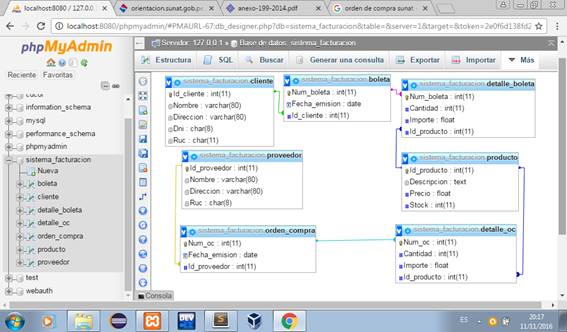 localhost:8080 / 127.0.0
orientacion.sunat.gob.pe
anexo-199-2014.pdf
orden de compra sunat
localhost:8080/phpmyadmin/#PMAURL-67:db_designer.php?db=sistema_facturacion&table=&server=1&target=&token=2e0f6d138fd2
phpMyAdmin
Reciente Favoritas
information_schema
mysql
performance_schema
phpmyadmin
sistema_facturacion
Nueva
boleta
cliente
detalle_boleta
detalle_oc
orden_compra
producto
proveedor
test
webauth
Servidor: 127.0.0.1 » Base de datos: sistema_facturacion
Estructura SQL Buscar Generar una consulta Exportar Importar Más
sistema_facturacion cliente
Id_cliente : int(11)
Nombre : varchar(80)
Direccion : varchar(80)
Dni : char(8)
Ruc : char(11)
sistema_facturacion boleta
Num_boleta : int(11)
Fecha_emision : date
Id_cliente : int(11)
sistema_facturacion detalle_boleta
Num_boleta : int(11)
Cantidad : int(11)
Importe : float
Id_producto : int(11)
sistema_facturacion proveedor
Id_proveedor : int(11)
Nombre : varchar(80)
Direccion : varchar(80)
Ruc : char(8)
sistema_facturacion producto
Id_producto : int(11)
Descripcion : text
Precio : float
Stock : int(11)
sistema_facturacion orden_compra
Num_oc : int(11)
Fecha_emision : date
Id_proveedor : int(11)
sistema_facturacion detalle_oc
Num_oc : int(11)
Cantidad : int(11)
Importe : float
Id_producto : int(11)
Consola
ES
20:17
11/11/2016